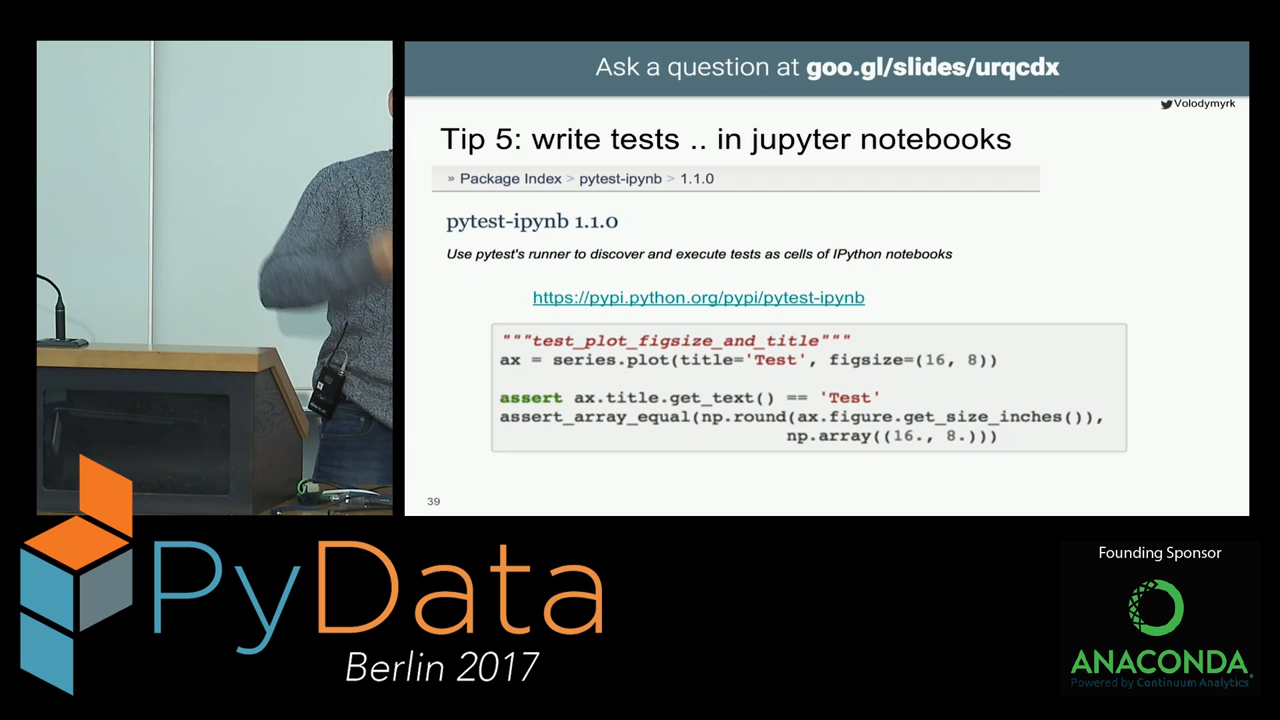 Ask a question at goo.gl/slides/urqcdx
Volodymyrk
Tip 5: write tests .. in jupyter notebooks
» Package Index > pytest-ipynb > 1.1.0
pytest-ipynb 1.1.0
Use pytest's runner to discover and execute tests as cells of IPython notebooks
https://pypi.python.org/pypi/pytest-ipynb
"""test_plot_figsize_and_title"""
ax = series.plot(title='Test', figsize=(16, 8))
assert ax.title.get_text() == 'Test'
assert_array_equal(np.round(ax.figure.get_size_inches()),
np.array((16., 8.)))
39
PyData
Berlin 2017
Founding Sponsor
ANACONDA
Powered by Continuum Analytics